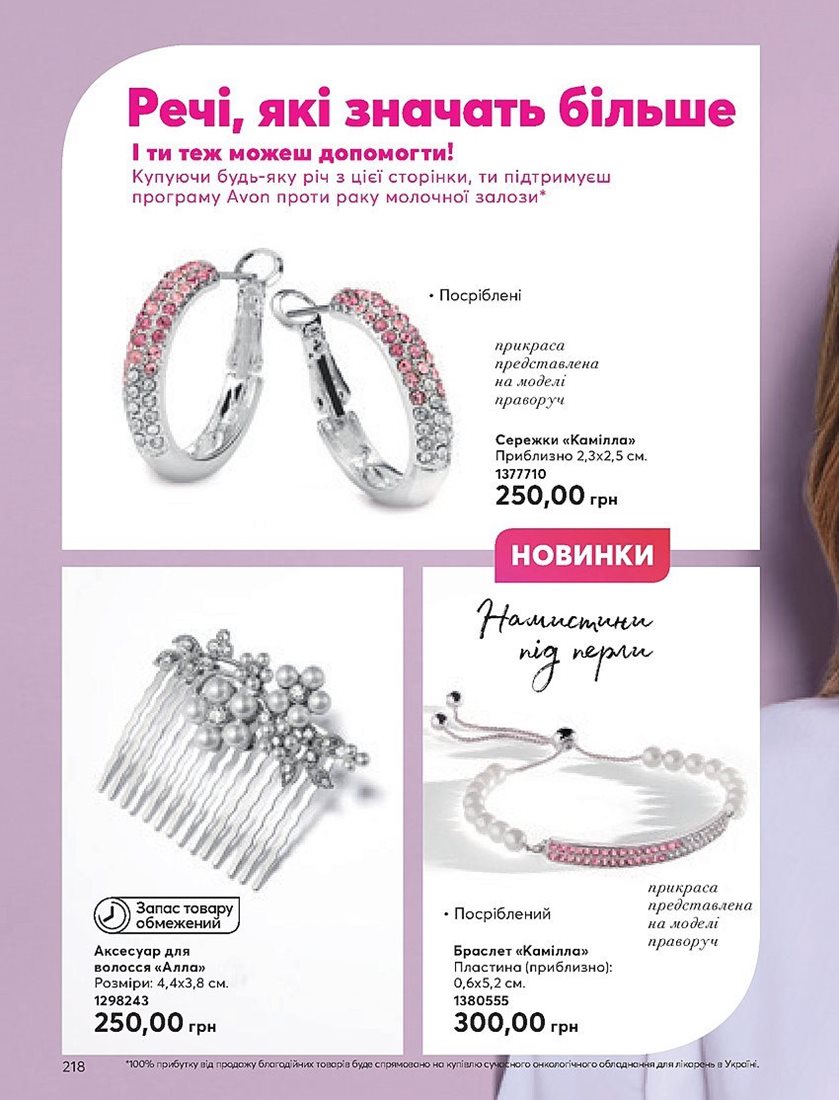 Речі, які значать більше
І ти теж можеш допомогти!
Купуючи будь-яку річ з цієї сторінки, ти підтримуєш
програму Avon проти раку молочної залози*
• Посріблені
прикраса
представлена
на моделі
праворуч
Сережки «Камілла»
Приблизно 2,3х2,5 см.
1377710
250,00 грн
НОВИНКИ
Намистини
під перли
Запас товару
обмежений
Аксесуар для
волосся «Алла»
Розміри: 4,4х3,8 см.
1298243
250,00 грн
• Посріблений
прикраса
представлена
на моделі
праворуч
Браслет «Камілла»
Пластина (приблизно):
0,6х5,2 см.
1380555
300,00 грн
218
*100% прибутку від продажу благодійних товарів буде спрямовано на купівлю сучасного онкологічного обладнання для лікарень в Україні.